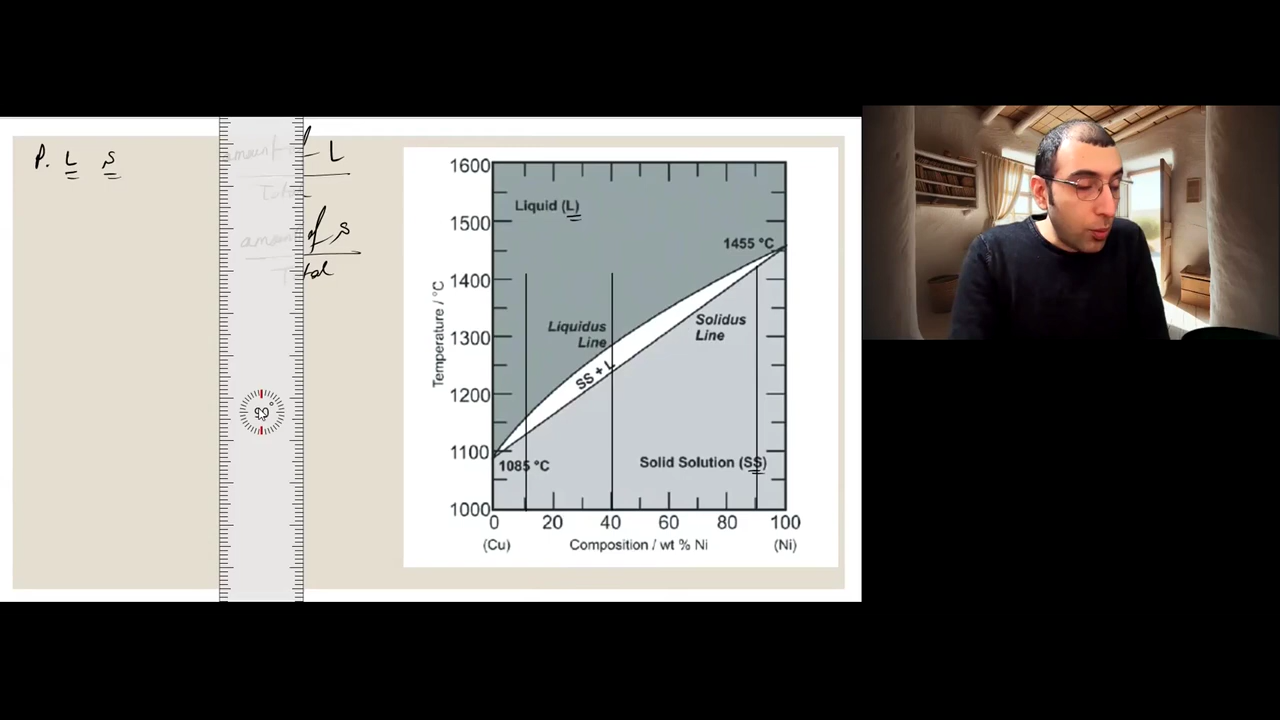 P. L S
amount of L
Total
amount of S
Total
90°
1600
1500
1400
1300
1200
1100
1000
Temperature / °C
Liquid (L)
1455 °C
Liquidus
Line
Solidus
Line
SS + L
1085 °C
Solid Solution (SS)
0 20 40 60 80 100
(Cu) Composition / wt % Ni (Ni)